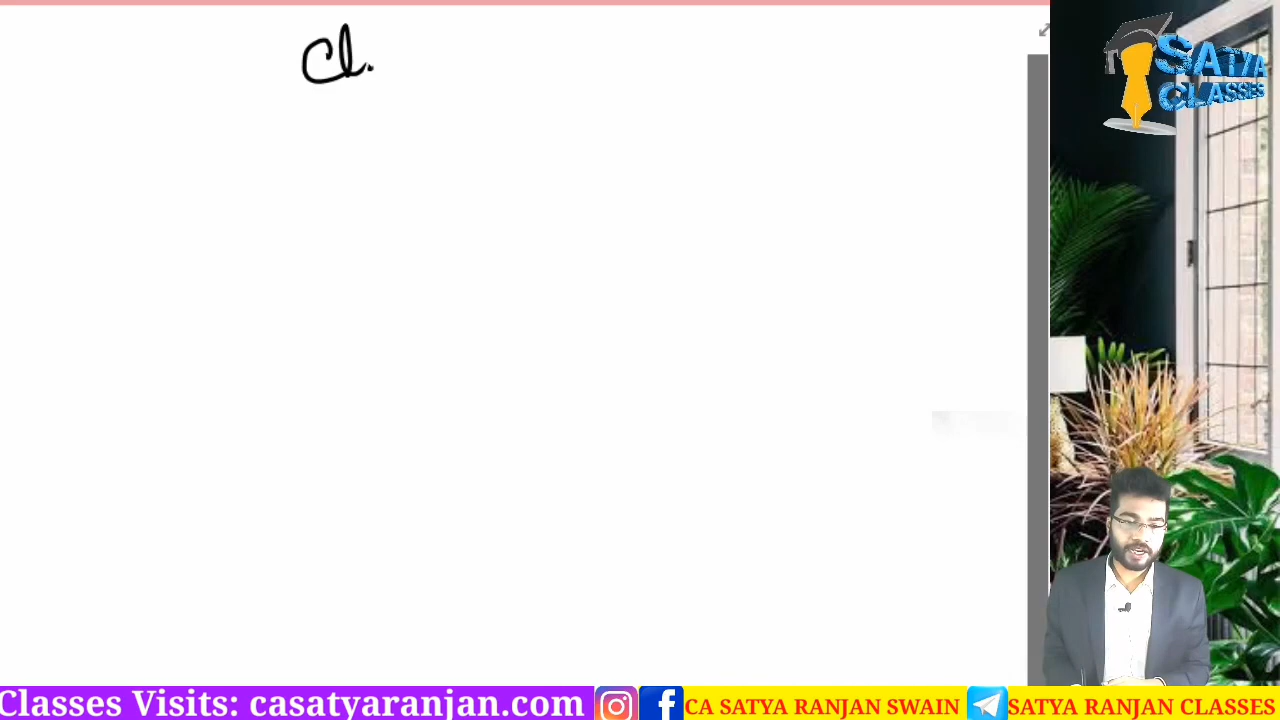 Cl.
SATYA
CLASSES
Classes Visits: casatyaranjan.com
CA SATYA RANJAN SWAIN
SATYA RANJAN CLASSES